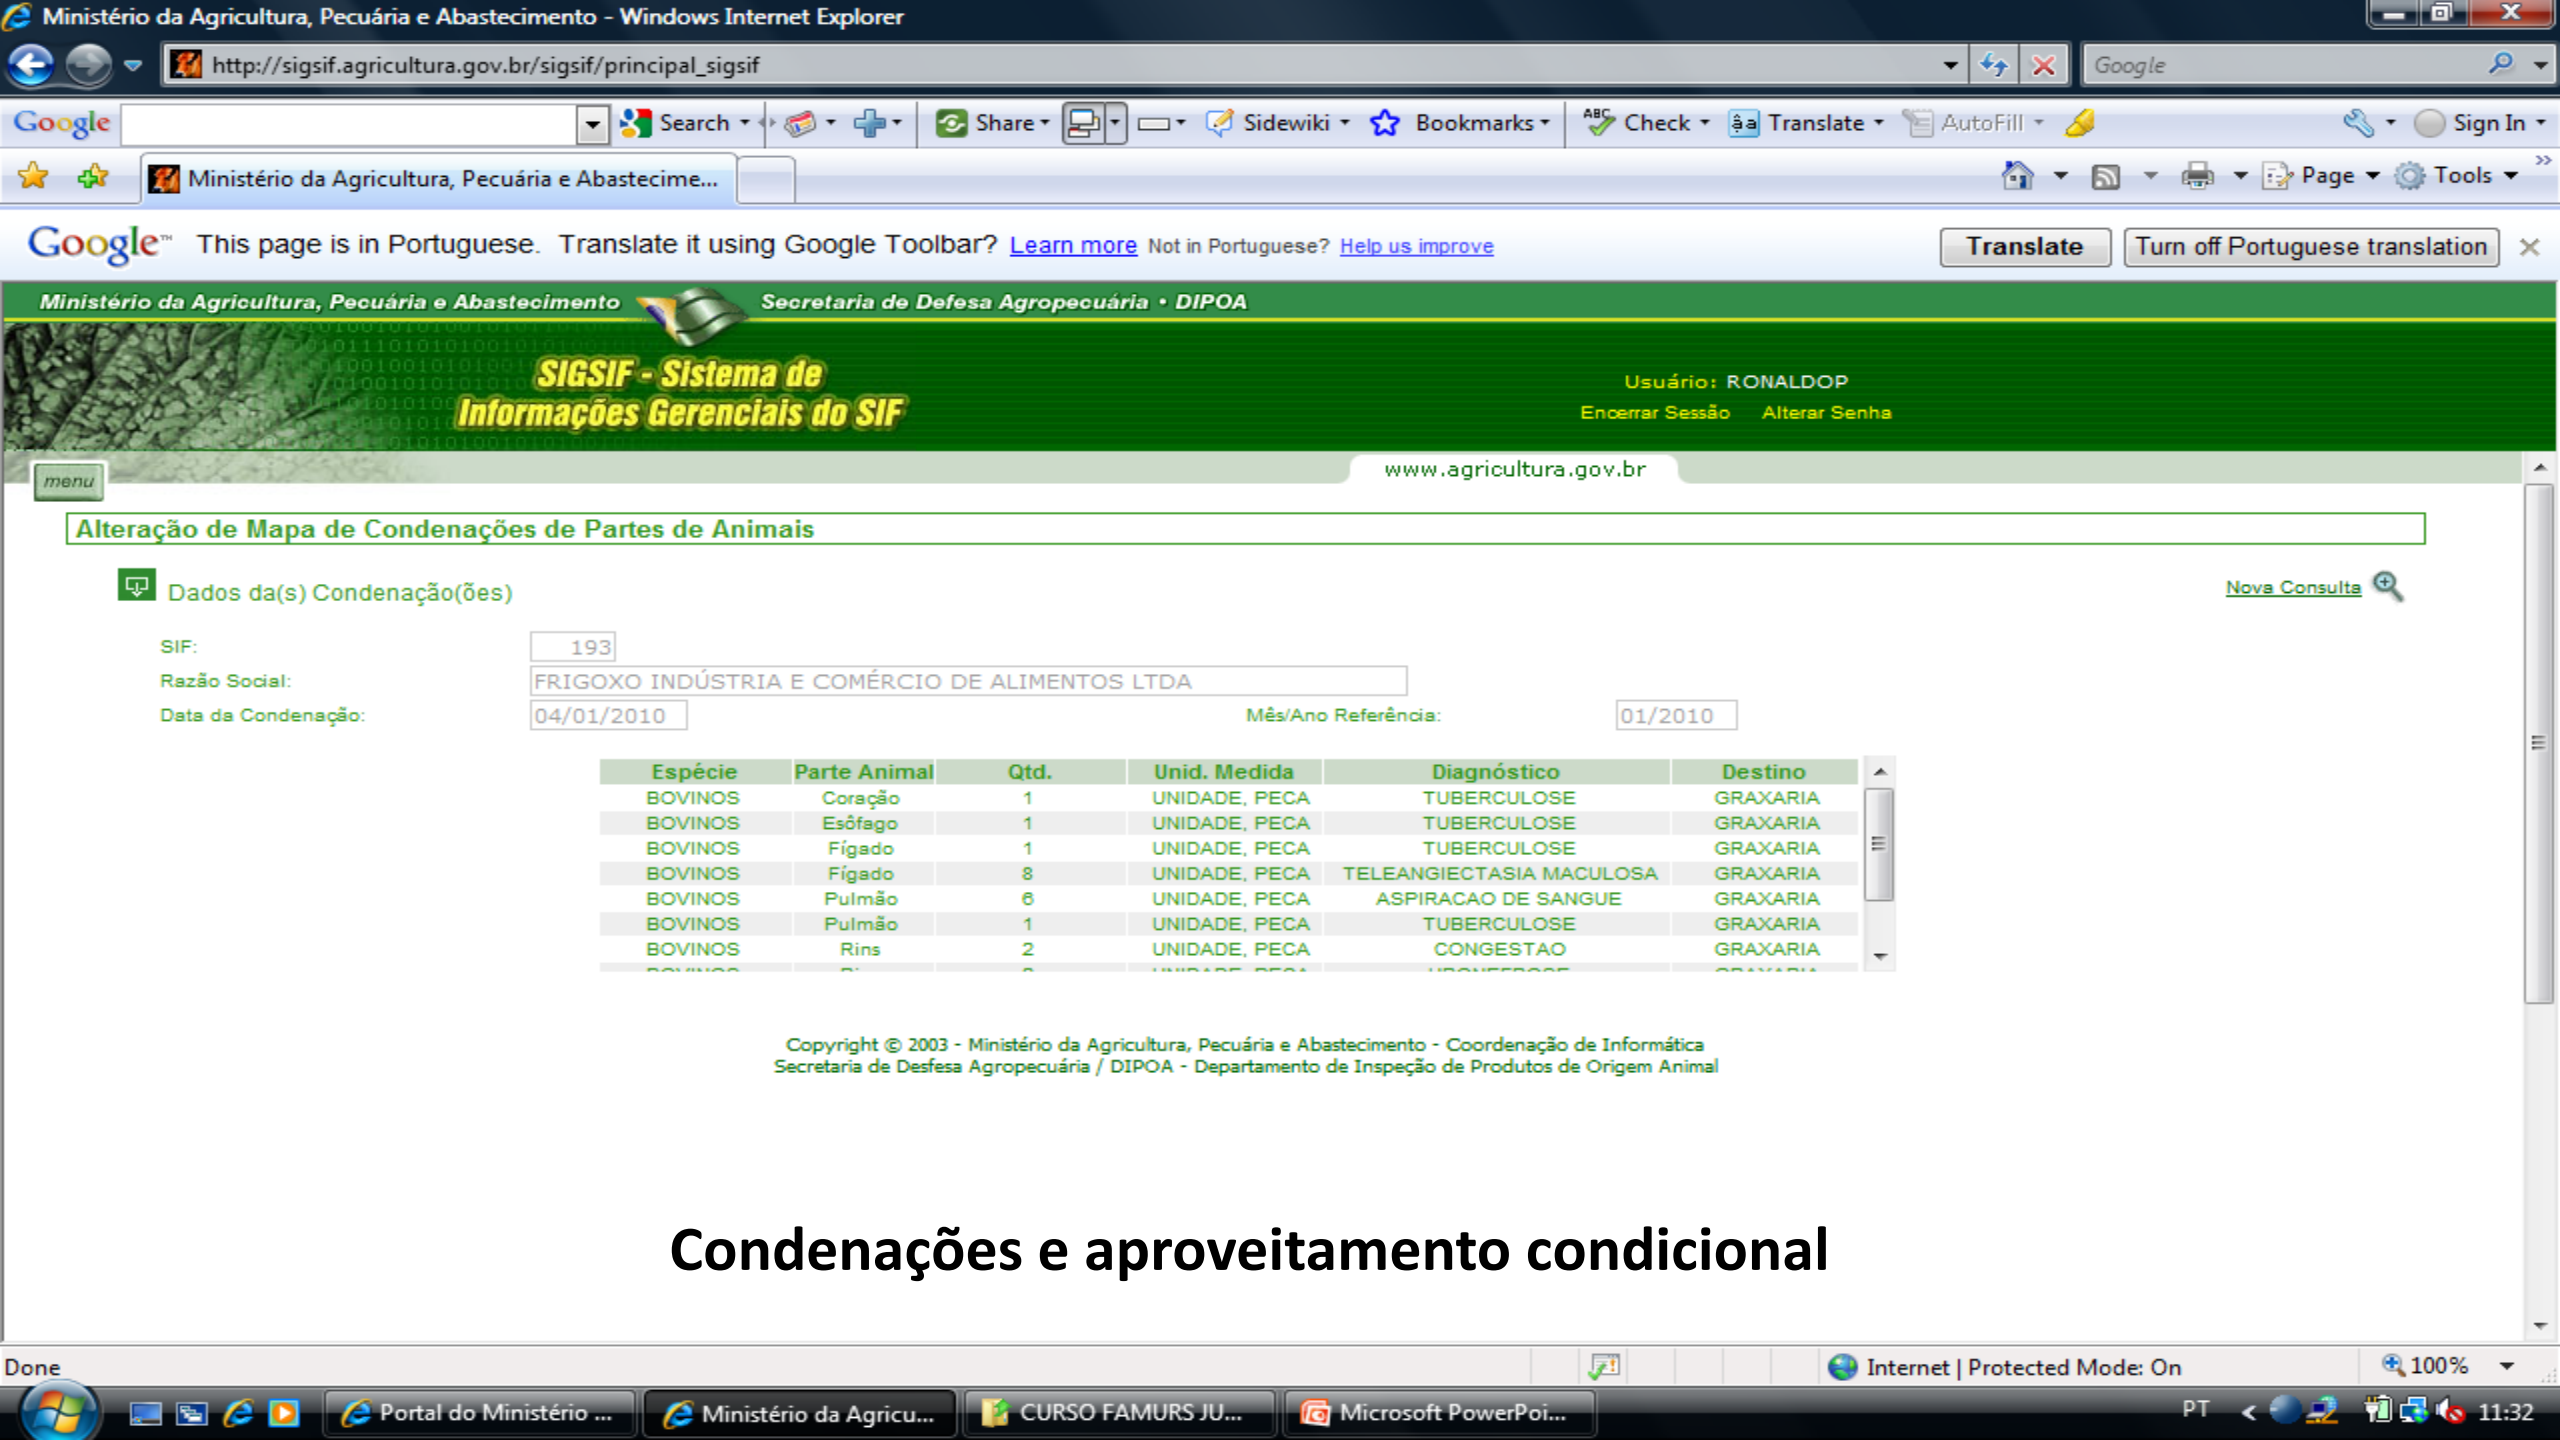 Ministério da Agricultura, Pecuária e Abastecimento - Windows Internet Explorer
http://sigsif.agricultura.gov.br/sigsif/principal_sigsif
Google
Google
Search
Share
Sidewiki
Bookmarks
Check
Translate
AutoFill
Sign In
Ministério da Agricultura, Pecuária e Abastecime...
Page
Tools
Google™ This page is in Portuguese. Translate it using Google Toolbar? Learn more Not in Portuguese? Help us improve
Translate
Turn off Portuguese translation
Ministério da Agricultura, Pecuária e Abastecimento
Secretaria de Defesa Agropecuária • DIPOA
SIGSIF - Sistema de
Informações Gerenciais do SIF
Usuário: RONALDOP
Encerrar Sessão Alterar Senha
menu
www.agricultura.gov.br
Alteração de Mapa de Condenações de Partes de Animais
Dados da(s) Condenação(ões)
Nova Consulta
SIF: 193
Razão Social: FRIGOXO INDÚSTRIA E COMÉRCIO DE ALIMENTOS LTDA
Data da Condenação: 04/01/2010 Mês/Ano Referência: 01/2010
Espécie Parte Animal Qtd. Unid. Medida Diagnóstico Destino
BOVINOS Coração 1 UNIDADE, PECA TUBERCULOSE GRAXARIA
BOVINOS Esôfago 1 UNIDADE, PECA TUBERCULOSE GRAXARIA
BOVINOS Fígado 1 UNIDADE, PECA TUBERCULOSE GRAXARIA
BOVINOS Fígado 8 UNIDADE, PECA TELEANGIECTASIA MACULOSA GRAXARIA
BOVINOS Pulmão 6 UNIDADE, PECA ASPIRACAO DE SANGUE GRAXARIA
BOVINOS Pulmão 1 UNIDADE, PECA TUBERCULOSE GRAXARIA
BOVINOS Rins 2 UNIDADE, PECA CONGESTAO GRAXARIA
Copyright © 2003 - Ministério da Agricultura, Pecuária e Abastecimento - Coordenação de Informática
Secretaria de Desfesa Agropecuária / DIPOA - Departamento de Inspeção de Produtos de Origem Animal
Condenações e aproveitamento condicional
Done
Internet | Protected Mode: On
100%
Portal do Ministério ...
Ministério da Agricu...
CURSO FAMURS JU...
Microsoft PowerPoi...
PT
11:32